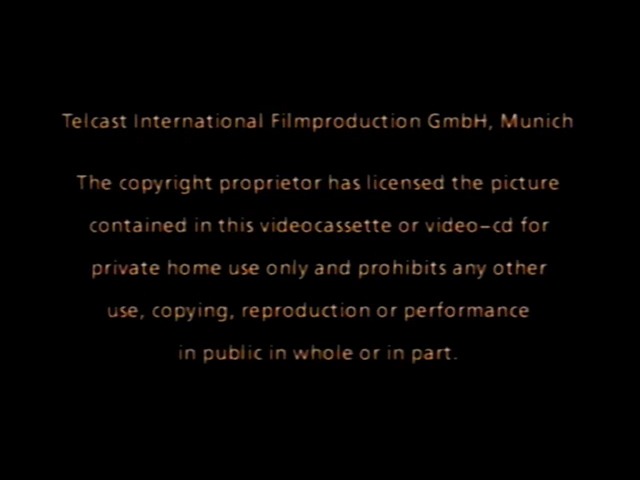 Telcast International Filmproduction GmbH, Munich
The copyright proprietor has licensed the picture
contained in this videocassette or video-cd for
private home use only and prohibits any other
use, copying, reproduction or performance
in public in whole or in part.